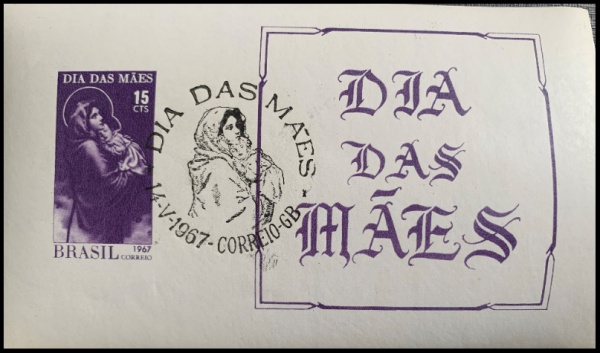 DIA DAS MÃES
15
CTS
BRASIL
1967
CORREIO
DIA DAS MÃES
14-V-1967-CORREIO-GB
DIA
DAS
MÃES